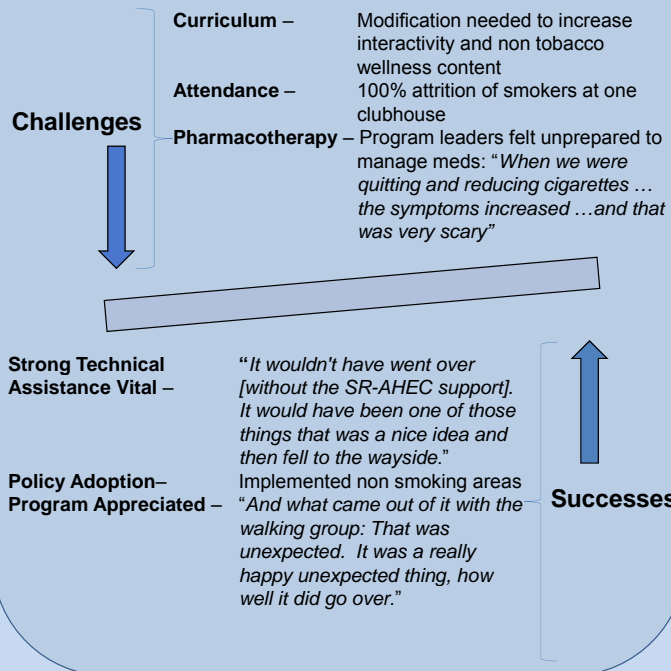 Curriculum – Modification needed to increase
interactivity and non tobacco
wellness content
Attendance – 100% attrition of smokers at one
clubhouse
Challenges
Pharmacotherapy – Program leaders felt unprepared to
manage meds: “When we were
quitting and reducing cigarettes …
the symptoms increased …and that
was very scary”
Strong Technical “It wouldn't have went over
Assistance Vital – [without the SR-AHEC support].
It would have been one of those
things that was a nice idea and
then fell to the wayside.”
Policy Adoption– Implemented non smoking areas
Program Appreciated – “And what came out of it with the
walking group: That was
unexpected. It was a really
happy unexpected thing, how
well it did go over.”
Successes